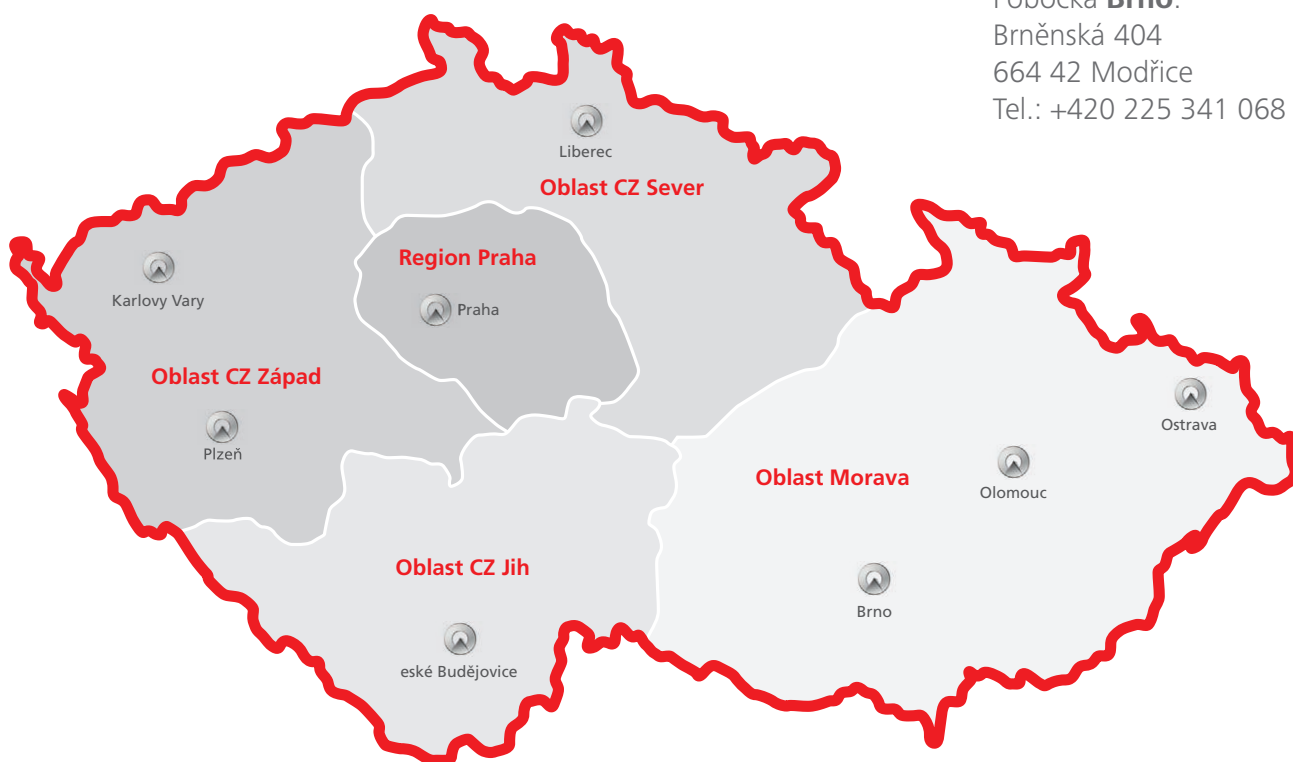 Pobočka Brno:
Brněnská 404
664 42 Modřice
Tel.: +420 225 341 068
Liberec
Oblast CZ Sever
Region Praha
Karlovy Vary
Praha
Oblast CZ Západ
Plzeň
Ostrava
Oblast Morava
Olomouc
Oblast CZ Jih
Brno
eské Budějovice